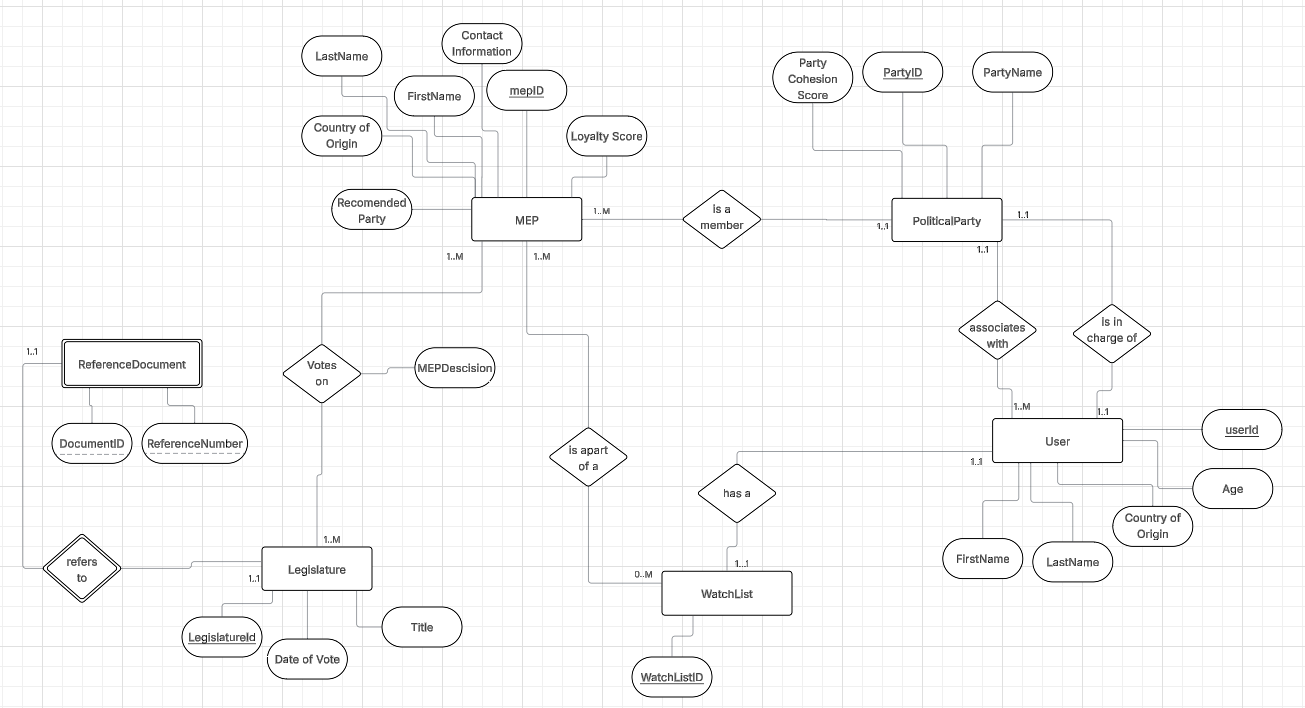 LastName
Contact
Information
FirstName
mepID
Country of
Origin
Loyalty Score
Recomended
Party
MEP
1..M
is a
member
Party
Cohesion
Score
PartyID
PartyName
PoliticalParty
1..1
1..1
1..1
1..M
1..M
associates
with
is in
charge of
1..1
ReferenceDocument
DocumentID
ReferenceNumber
Votes
on
MEPDescision
is apart
of a
has a
1..M
1..1
User
1..1
userId
Age
Country of
Origin
FirstName
LastName
refers
to
1..M
1..1
Legislature
LegislatureId
Date of Vote
Title
0..M
1...1
WatchList
WatchListID